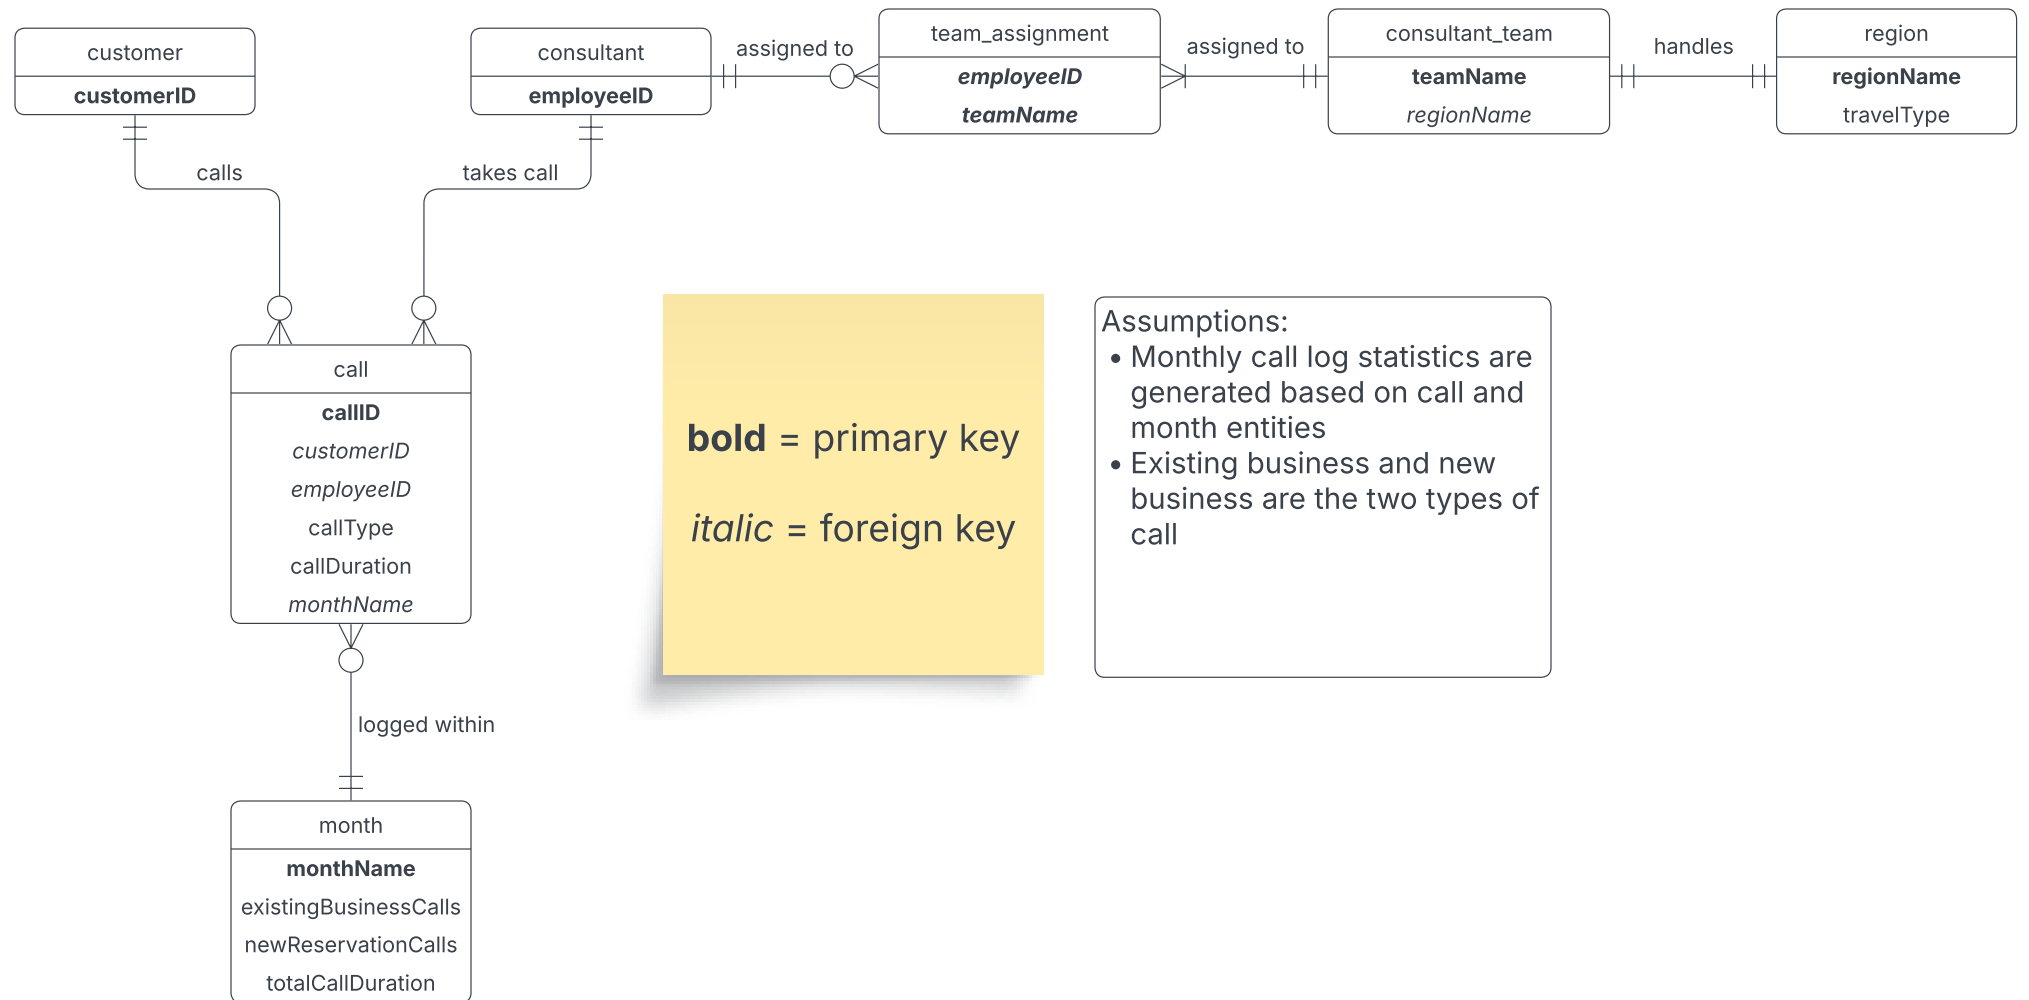 customer
customerID
consultant
employeeID
assigned to
team_assignment
employeeID
teamName
assigned to
consultant_team
teamName
regionName
handles
region
regionName
travelType
calls
takes call
call
callID
customerID
employeeID
callType
callDuration
monthName
bold = primary key
italic = foreign key
Assumptions:
• Monthly call log statistics are
generated based on call and
month entities
• Existing business and new
business are the two types of
call
logged within
month
monthName
existingBusinessCalls
newReservationCalls
totalCallDuration